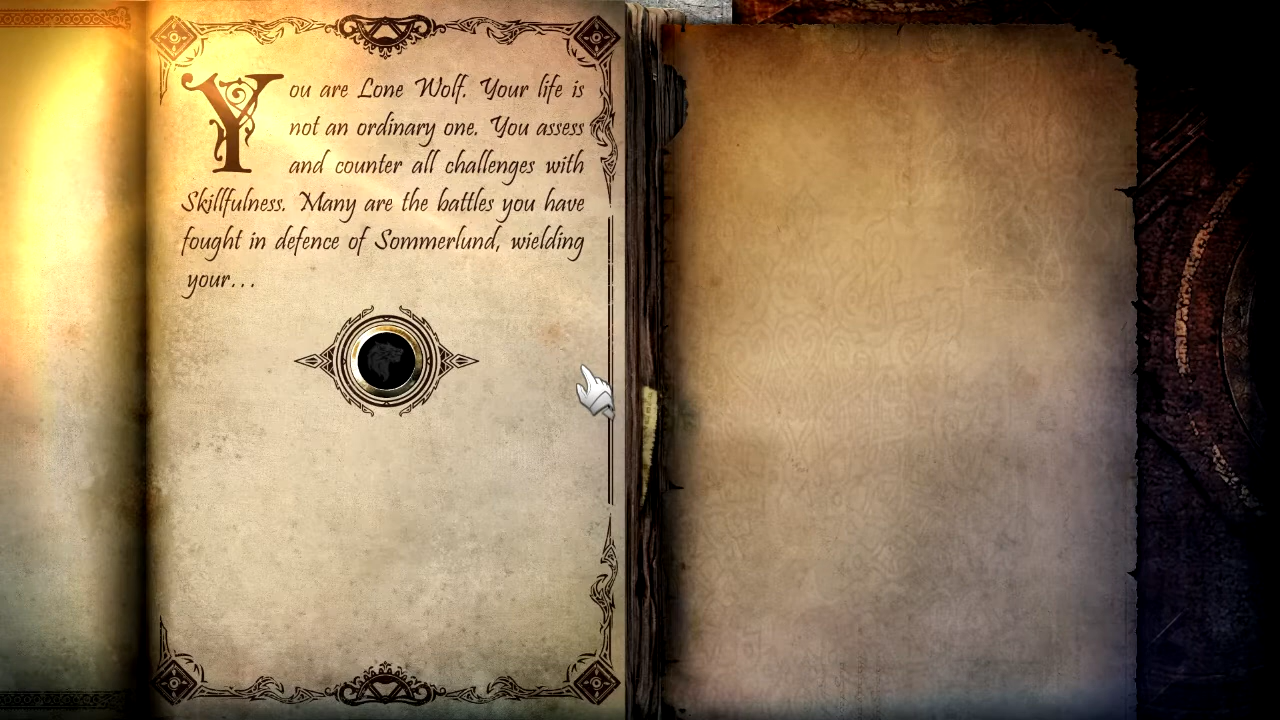 You are Lone Wolf. Your life is
not an ordinary one. You assess
and counter all challenges with
Skillfulness. Many are the battles you have
fought in defence of Sommerlund, wielding
your...